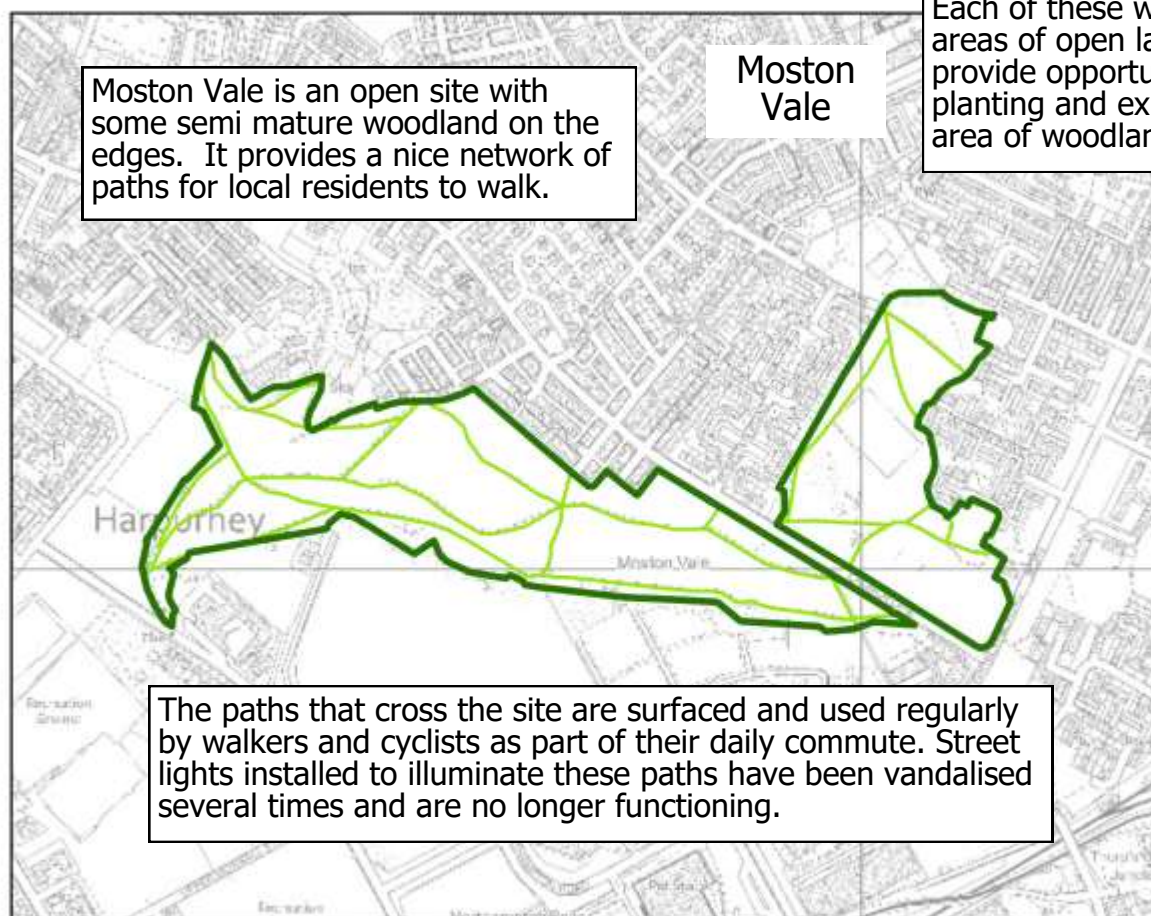 Each of these w
areas of open la
provide opportu
planting and ex
area of woodlar
Moston
Vale
Moston Vale is an open site with
some semi mature woodland on the
edges.  It provides a nice network of
paths for local residents to walk.
Harpurhey
Moston Vale
Recreation
Ground
The paths that cross the site are surfaced and used regularly
by walkers and cyclists as part of their daily commute. Street
lights installed to illuminate these paths have been vandalised
several times and are no longer functioning.
Recreation